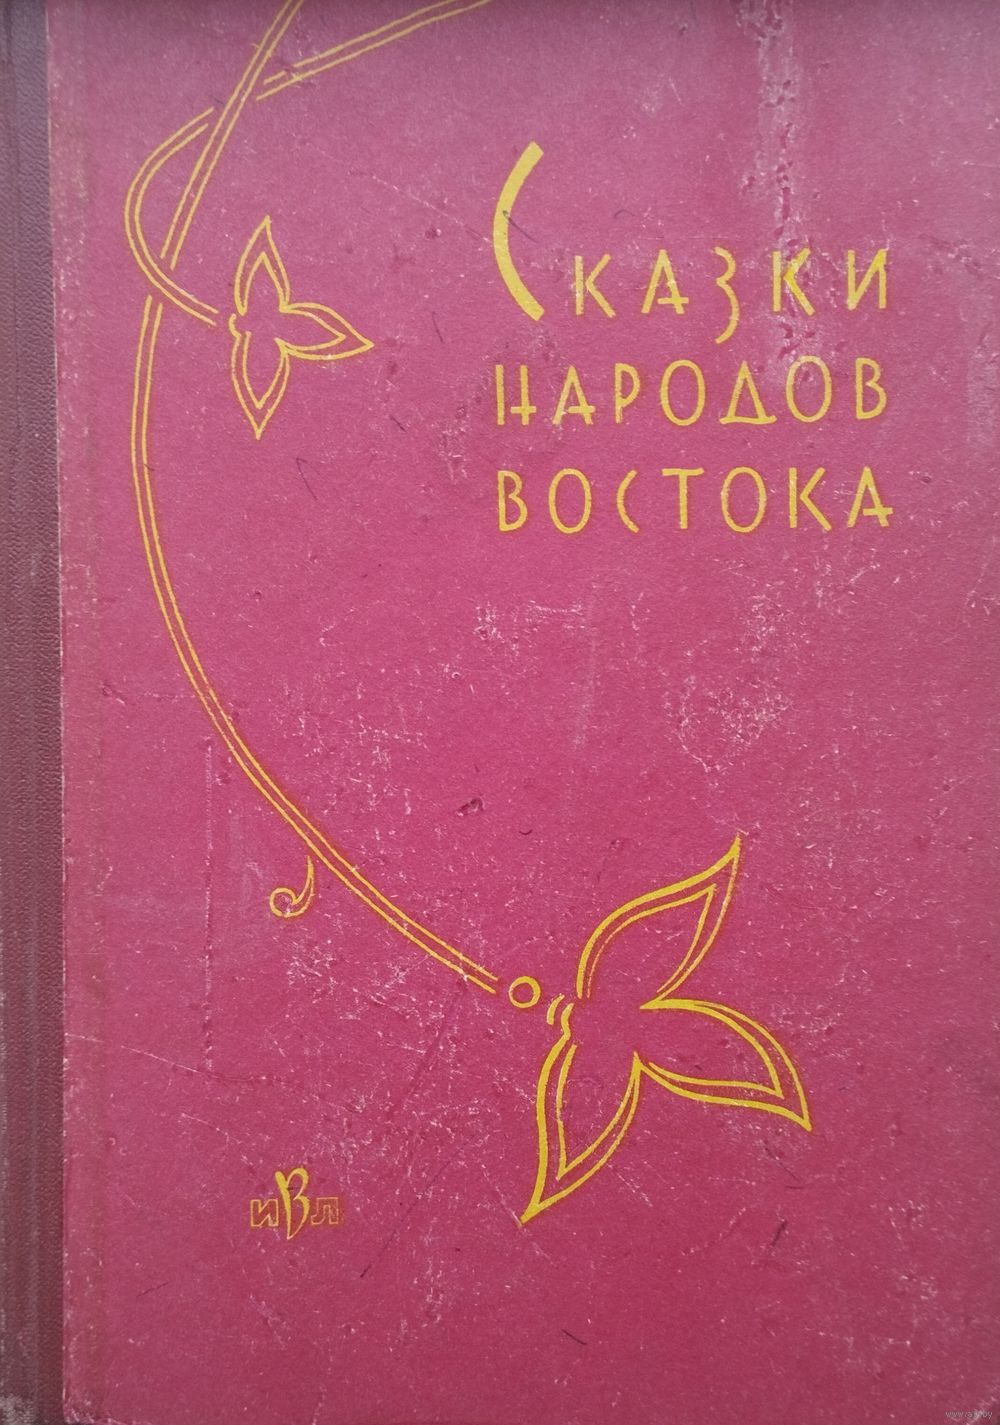 Сказки
народов
востока
ИВЛ